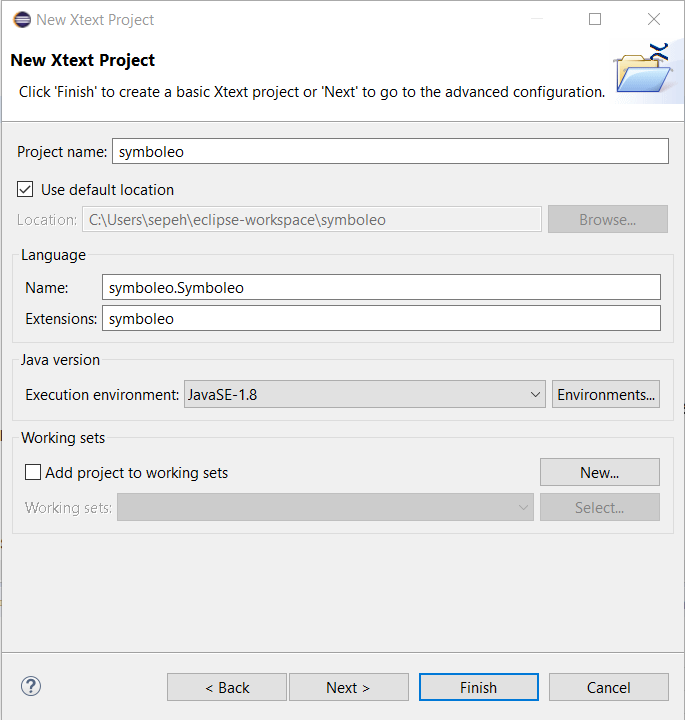 New Xtext Project
New Xtext Project
Click 'Finish' to create a basic Xtext project or 'Next' to go to the advanced configuration.
Project name: symboleo
Use default location
Location: C:\Users\sepeh\eclipse-workspace\symboleo Browse...
Language
Name: symboleo.Symboleo
Extensions: symboleo
Java version
Execution environment: JavaSE-1.8 Environments...
Working sets
Add project to working sets New...
Working sets: Select...
? < Back Next > Finish Cancel